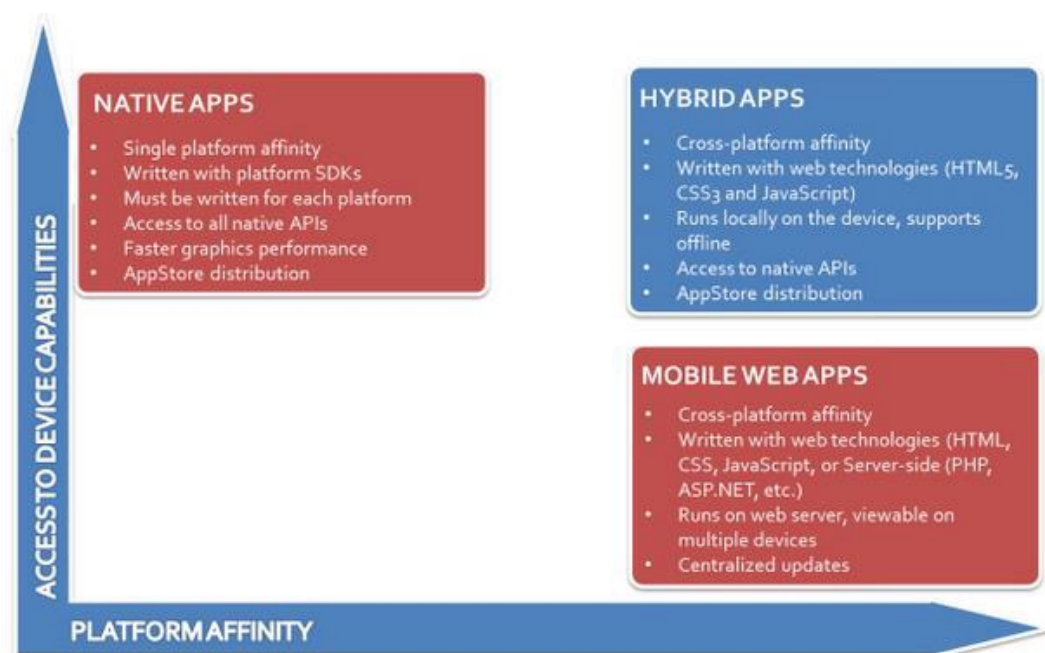 NATIVE APPS
• Single platform affinity
• Written with platform SDKs
• Must be written for each platform
• Access to all native APIs
• Faster graphics performance
• AppStore distribution
HYBRID APPS
• Cross-platform affinity
• Written with web technologies (HTML5,
CSS3 and JavaScript)
• Runs locally on the device, supports
offline
• Access to native APIs
• AppStore distribution
MOBILE WEB APPS
• Cross-platform affinity
• Written with web technologies (HTML,
CSS, JavaScript, or Server-side (PHP,
ASP.NET, etc.)
• Runs on web server, viewable on
multiple devices
• Centralized updates
ACCESS TO DEVICE CAPABILITIES
PLATFORM AFFINITY